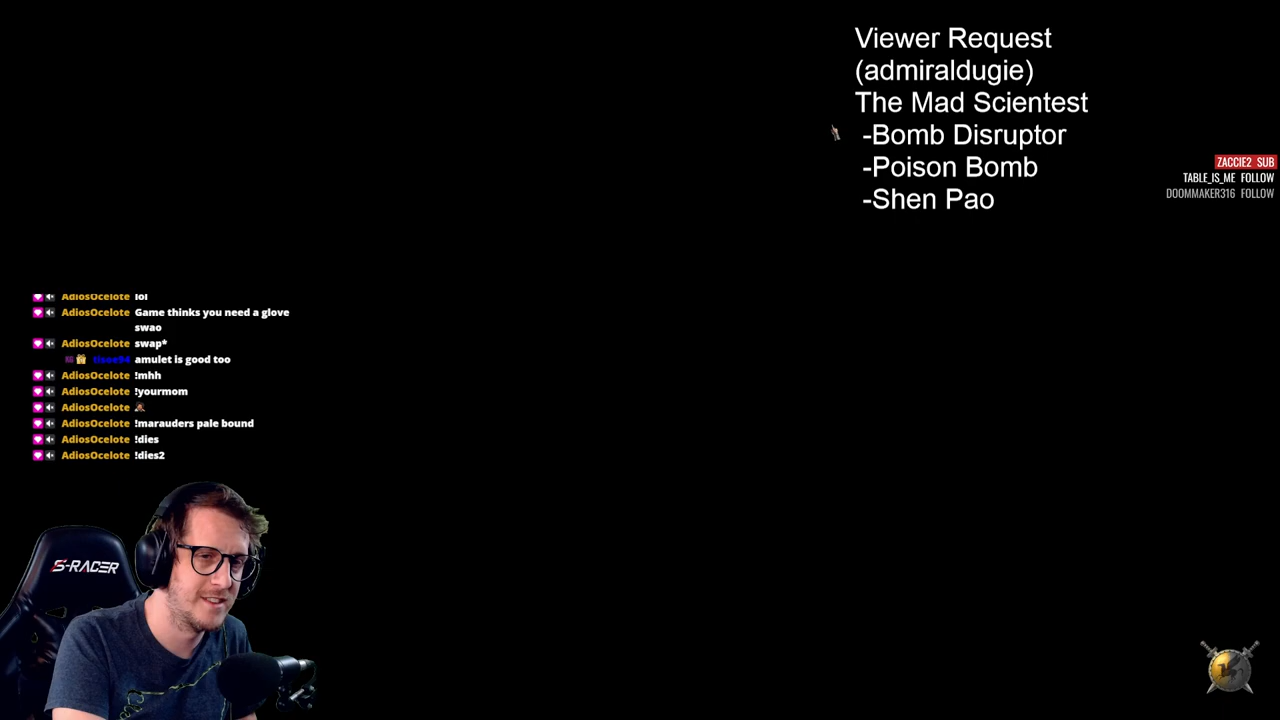 Viewer Request
(admiraldugie)
The Mad Scientest
-Bomb Disruptor
-Poison Bomb
-Shen Pao
ZACCIE2 SUB
TABLE_IS_ME FOLLOW
DOOMMAKER316 FOLLOW
AdiosOcelote lol
AdiosOcelote Game thinks you need a glove
swao
AdiosOcelote swap*
amulet is good too
AdiosOcelote !mhh
AdiosOcelote !yourmom
AdiosOcelote
AdiosOcelote !marauders pale bound
AdiosOcelote !dies
AdiosOcelote !dies2
S-RACER